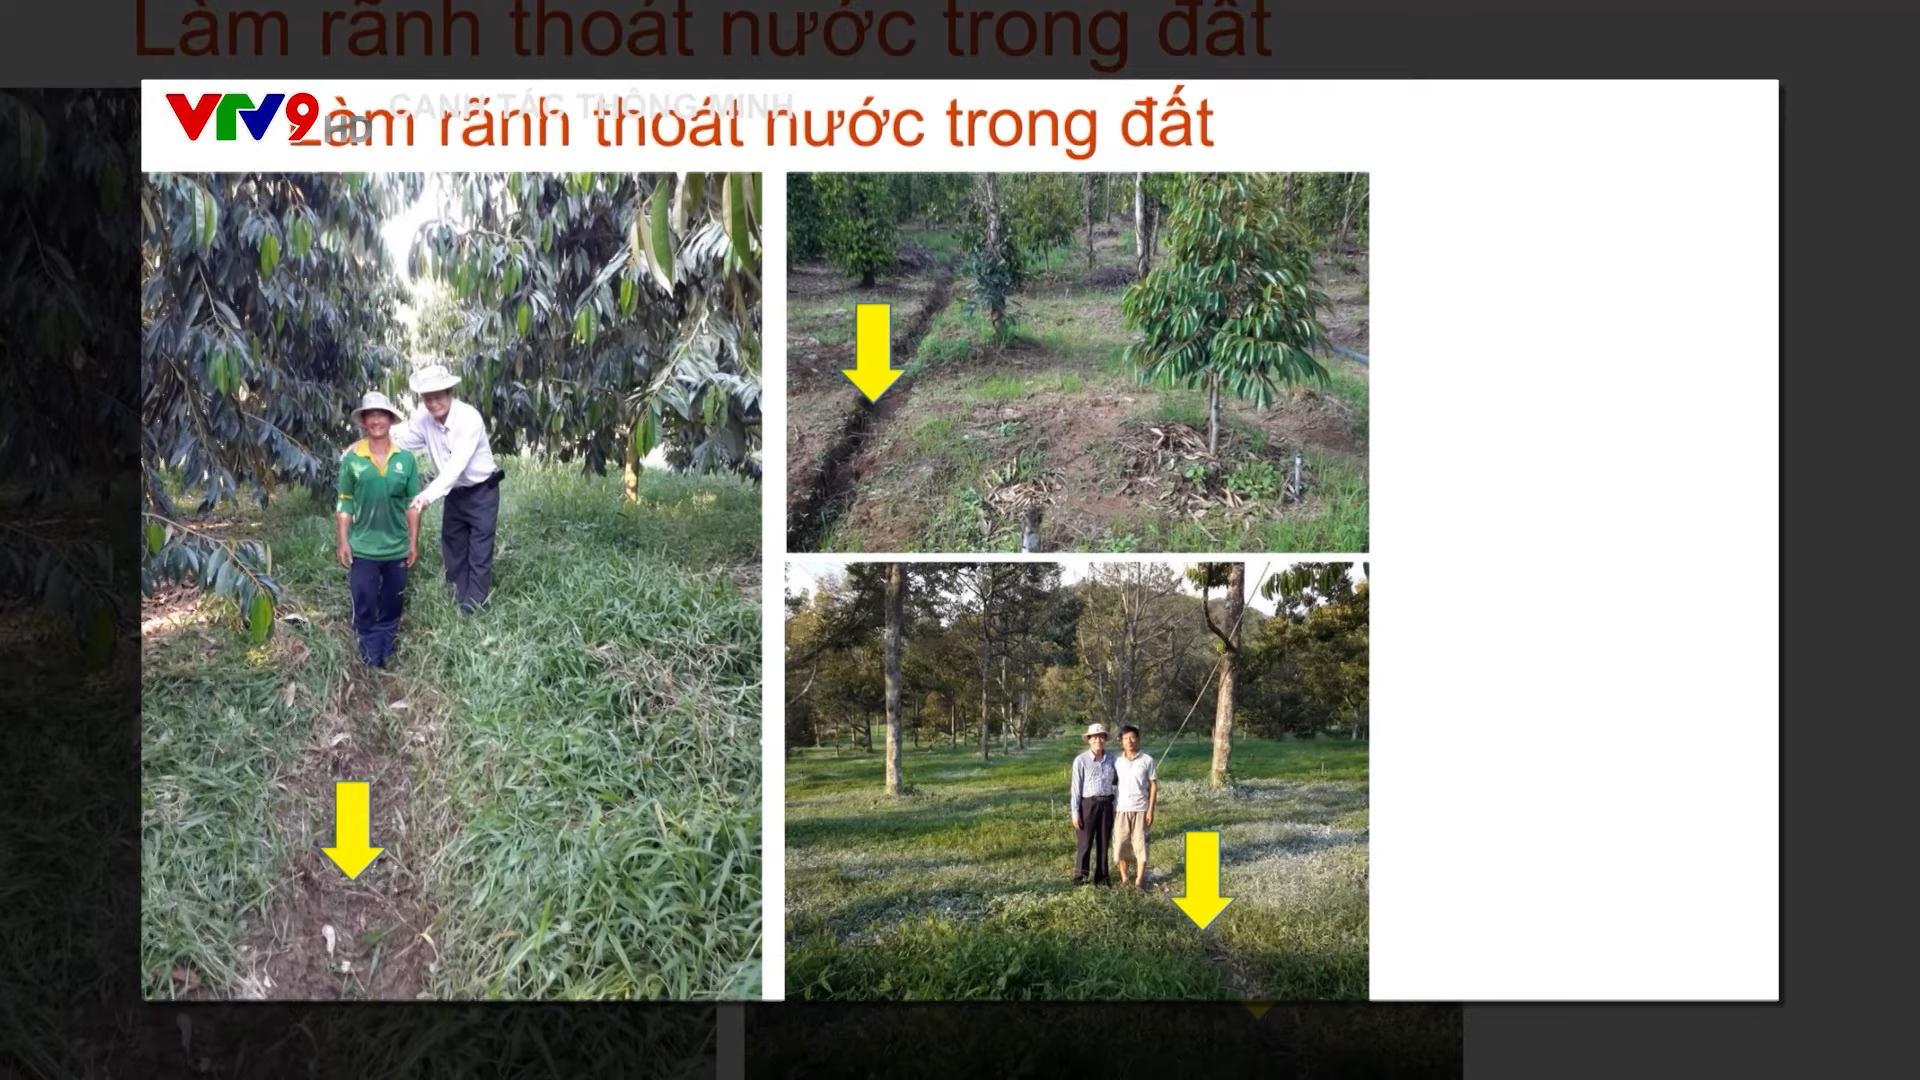 Làm rãnh thoát nước trong đất
VTV9 HD
CANH TÁC THÔNG MINH
Làm rãnh thoát nước trong đất